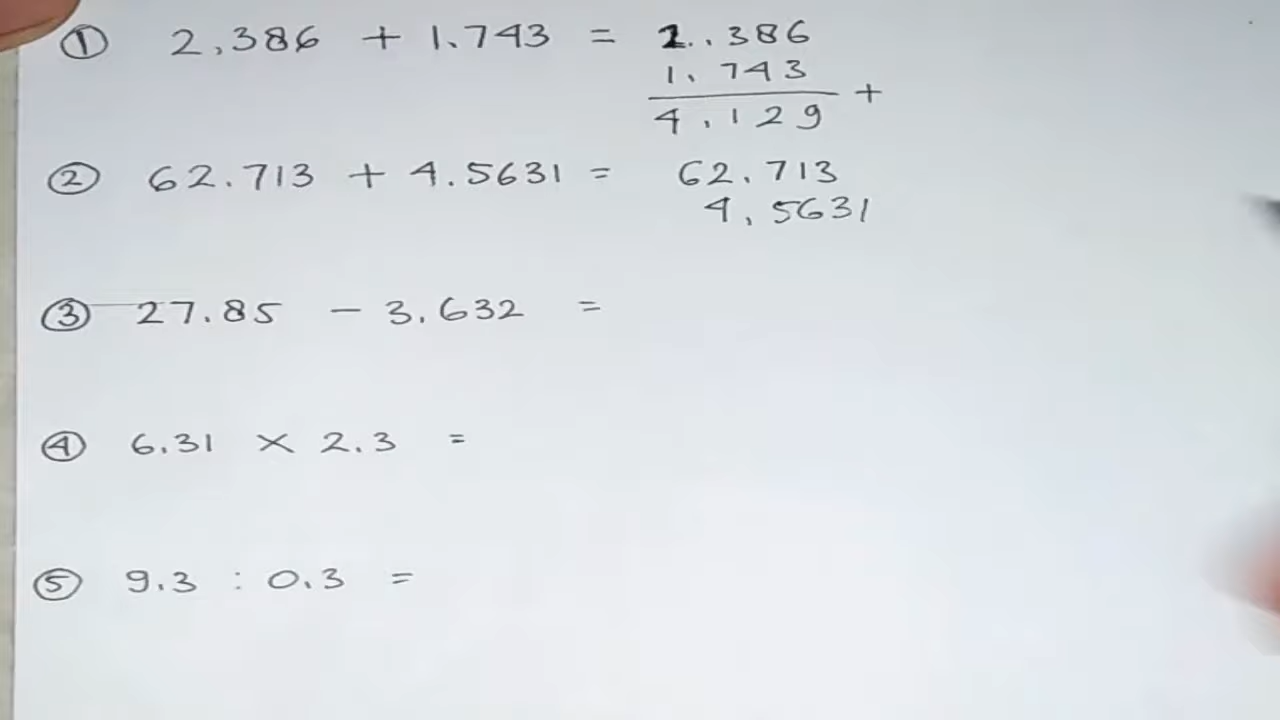 ① 2,386 + 1.743 = 2.386
1. 743
+
4.129
② 62.713 + 4.5631 = 62.713
4.5631
③ 27.85 - 3.632 =
④ 6.31 × 2.3 =
⑤ 9.3 : 0.3 =